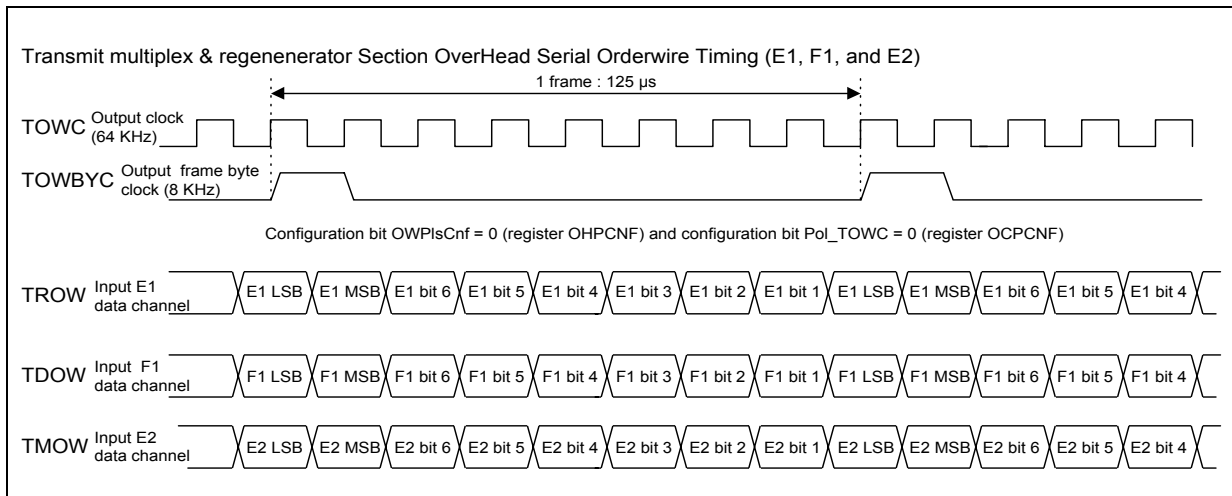 Transmit multiplex & regenenerator Section OverHead Serial Orderwire Timing (E1, F1, and E2)
1 frame : 125 µs
TOWC Output clock (64 KHz)
TOWBYC Output frame byte clock (8 KHz)
Configuration bit OWPlsCnf = 0 (register OHPCNF) and configuration bit Pol_TOWC = 0 (register OCPCNF)
TROW Input E1 data channel
E1 LSB E1 MSB E1 bit 6 E1 bit 5 E1 bit 4 E1 bit 3 E1 bit 2 E1 bit 1 E1 LSB E1 MSB E1 bit 6 E1 bit 5 E1 bit 4
TDOW Input F1 data channel
F1 LSB F1 MSB F1 bit 6 F1 bit 5 F1 bit 4 F1 bit 3 F1 bit 2 F1 bit 1 F1 LSB F1 MSB F1 bit 6 F1 bit 5 F1 bit 4
TMOW Input E2 data channel
E2 LSB E2 MSB E2 bit 6 E2 bit 5 E2 bit 4 E2 bit 3 E2 bit 2 E2 bit 1 E2 LSB E2 MSB E2 bit 6 E2 bit 5 E2 bit 4